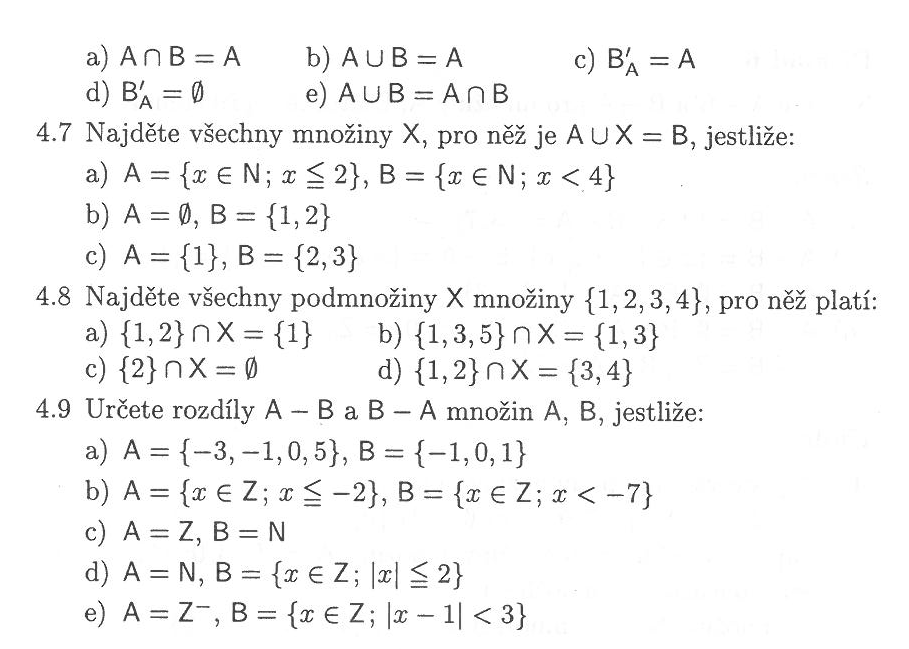 a) A ∩ B = A b) A ∪ B = A c) B′_A = A
d) B′_A = ∅ e) A ∪ B = A ∩ B
4.7 Najděte všechny množiny X, pro něž je A ∪ X = B, jestliže:
a) A = {x ∈ N; x ≦ 2}, B = {x ∈ N; x < 4}
b) A = ∅, B = {1, 2}
c) A = {1}, B = {2, 3}
4.8 Najděte všechny podmnožiny X množiny {1, 2, 3, 4}, pro něž platí:
a) {1, 2} ∩ X = {1} b) {1, 3, 5} ∩ X = {1, 3}
c) {2} ∩ X = ∅ d) {1, 2} ∩ X = {3, 4}
4.9 Určete rozdíly A − B a B − A množin A, B, jestliže:
a) A = {−3, −1, 0, 5}, B = {−1, 0, 1}
b) A = {x ∈ Z; x ≦ −2}, B = {x ∈ Z; x < −7}
c) A = Z, B = N
d) A = N, B = {x ∈ Z; |x| ≦ 2}
e) A = Z⁻, B = {x ∈ Z; |x − 1| < 3}